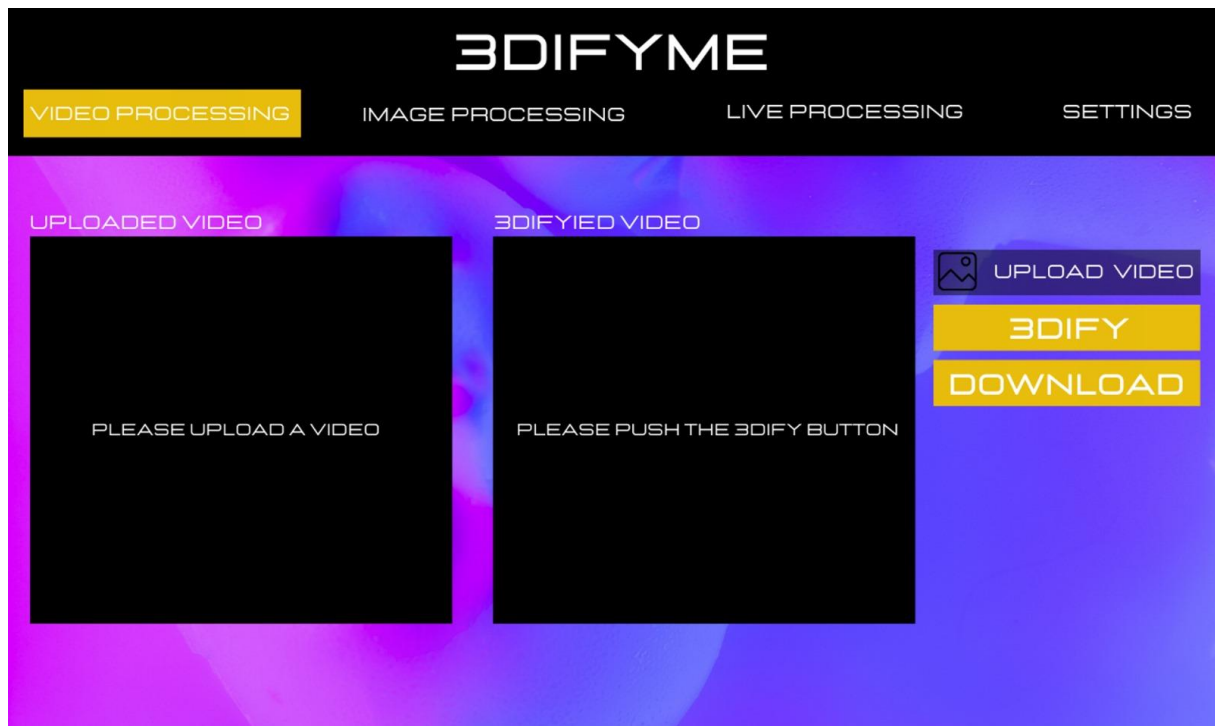 3DIFYME
VIDEO PROCESSING
IMAGE PROCESSING
LIVE PROCESSING
SETTINGS
UPLOADED VIDEO
3DIFYIED VIDEO
PLEASE UPLOAD A VIDEO
PLEASE PUSH THE 3DIFY BUTTON
UPLOAD VIDEO
3DIFY
DOWNLOAD